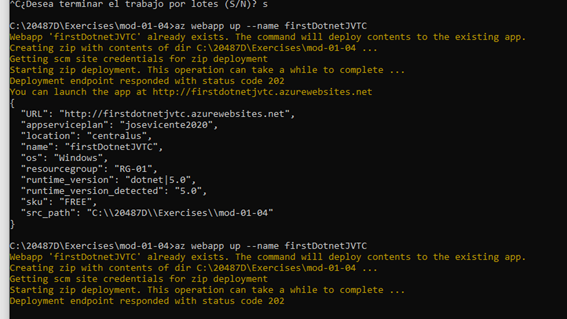 ^C¿Desea terminar el trabajo por lotes (S/N)? s
C:\20487D\Exercises\mod-01-04>az webapp up --name firstDotnetJVTC
Webapp 'firstDotnetJVTC' already exists. The command will deploy contents to the existing app.
Creating zip with contents of dir C:\20487D\Exercises\mod-01-04 ...
Getting scm site credentials for zip deployment
Starting zip deployment. This operation can take a while to complete ...
Deployment endpoint responded with status code 202
You can launch the app at http://firstdotnetjvtc.azurewebsites.net
{
"URL": "http://firstdotnetjvtc.azurewebsites.net",
"appserviceplan": "josevicente2020",
"location": "centralus",
"name": "firstDotnetJVTC",
"os": "Windows",
"resourcegroup": "RG-01",
"runtime_version": "dotnet|5.0",
"runtime_version_detected": "5.0",
"sku": "FREE",
"src_path": "C:\\20487D\\Exercises\\mod-01-04"
}
C:\20487D\Exercises\mod-01-04>az webapp up --name firstDotnetJVTC
Webapp 'firstDotnetJVTC' already exists. The command will deploy contents to the existing app.
Creating zip with contents of dir C:\20487D\Exercises\mod-01-04 ...
Getting scm site credentials for zip deployment
Starting zip deployment. This operation can take a while to complete ...
Deployment endpoint responded with status code 202